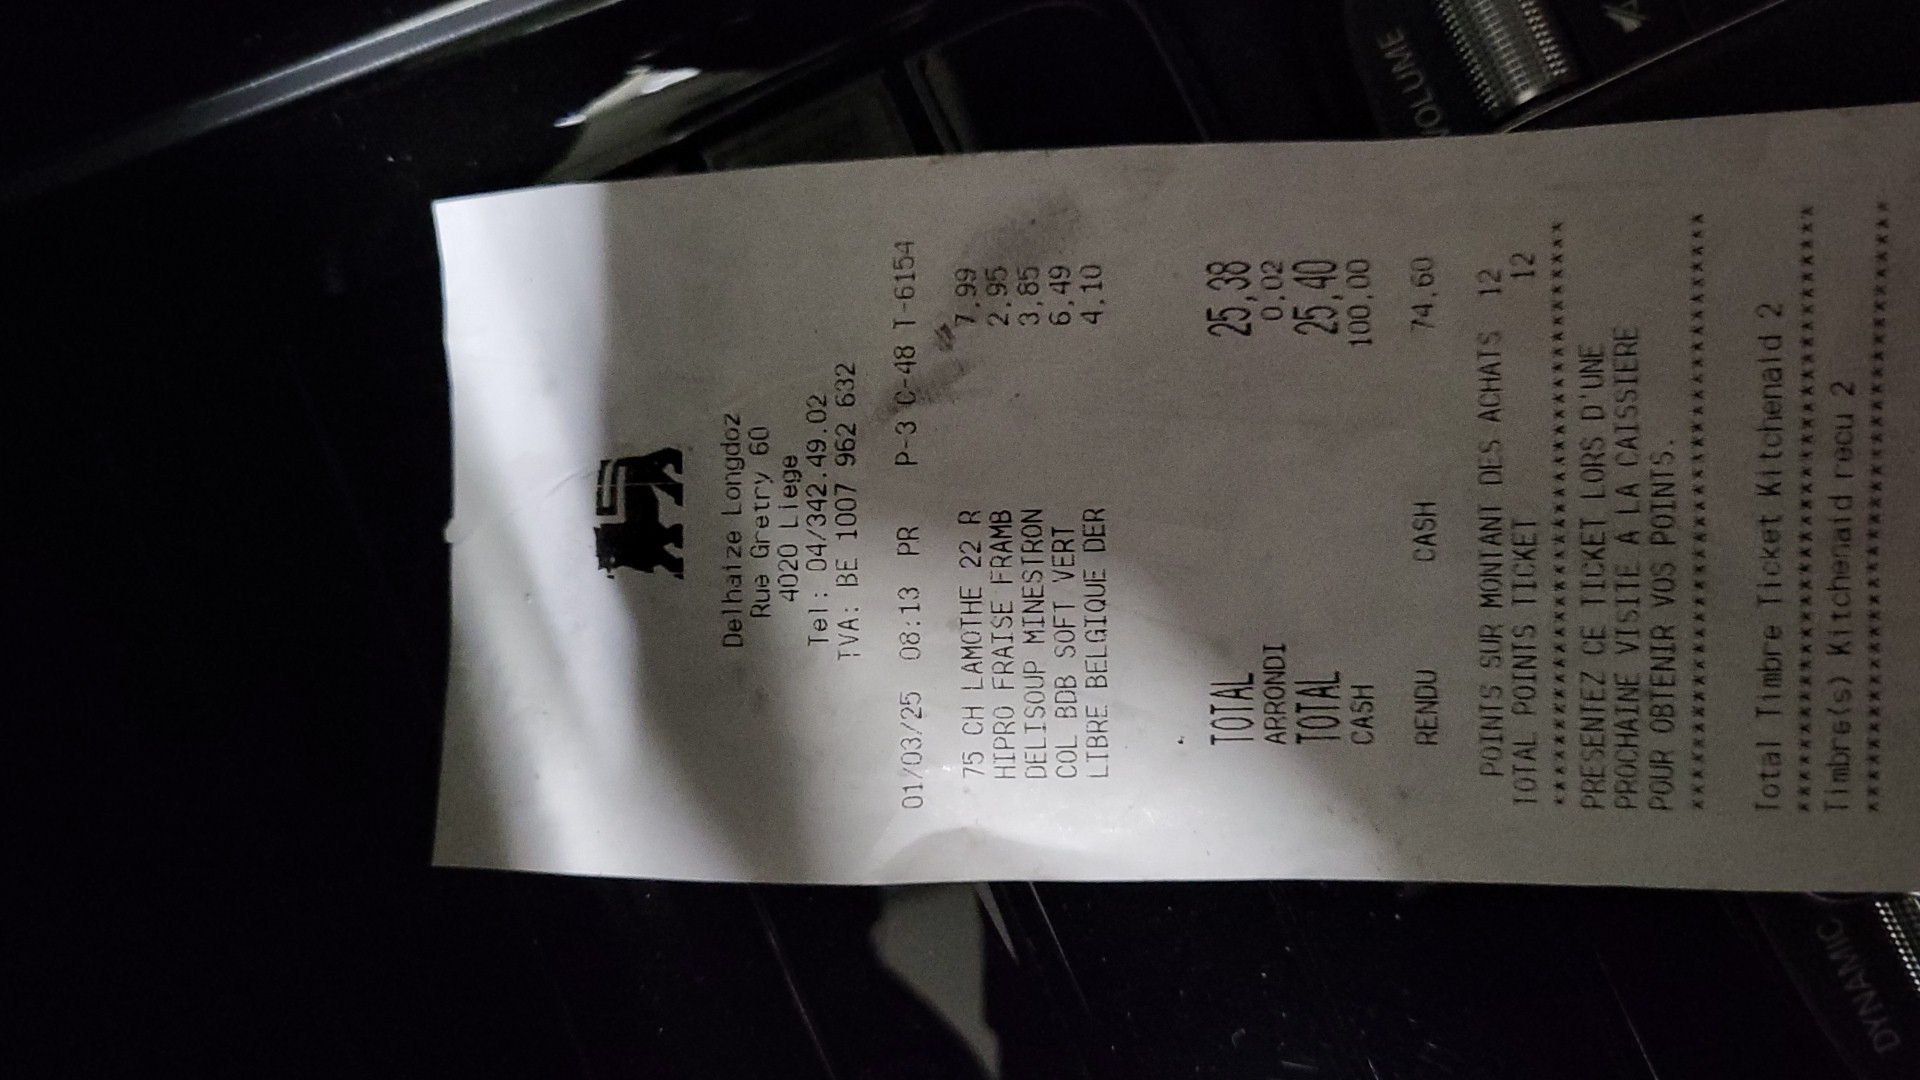 Delhaize Longdoz
Rue Gretry 60
4020 Liege
Tel: 04/342.49.02
TVA: BE 1007 962 632
01/03/25 08:13 PR P-3 C-48 T-6154
75 CH LAMOTHE 22 R 7,99
HIPRO FRAISE FRAMB 2.95
DELISOUP MINESTRON 3,85
COL BDB SOFT VERT 6,49
LIBRE BELGIQUE DER 4,10
TOTAL 25,38
ARRONDI 0.02
TOTAL 25,40
CASH 100,00
RENDU CASH 74,60
POINTS SUR MONTANT DES ACHATS 12
TOTAL POINTS TICKET 12
***********************************
PRESENTEZ CE TICKET LORS D'UNE
PROCHAINE VISITE A LA CAISSIERE
POUR OBTENIR VOS POINTS.
***********************************
Total Timbre Ticket Kitchenaid 2
***********************************
Timbre(s) Kitchenaid recu 2
***********************************
VOLUME
DYNAMIC